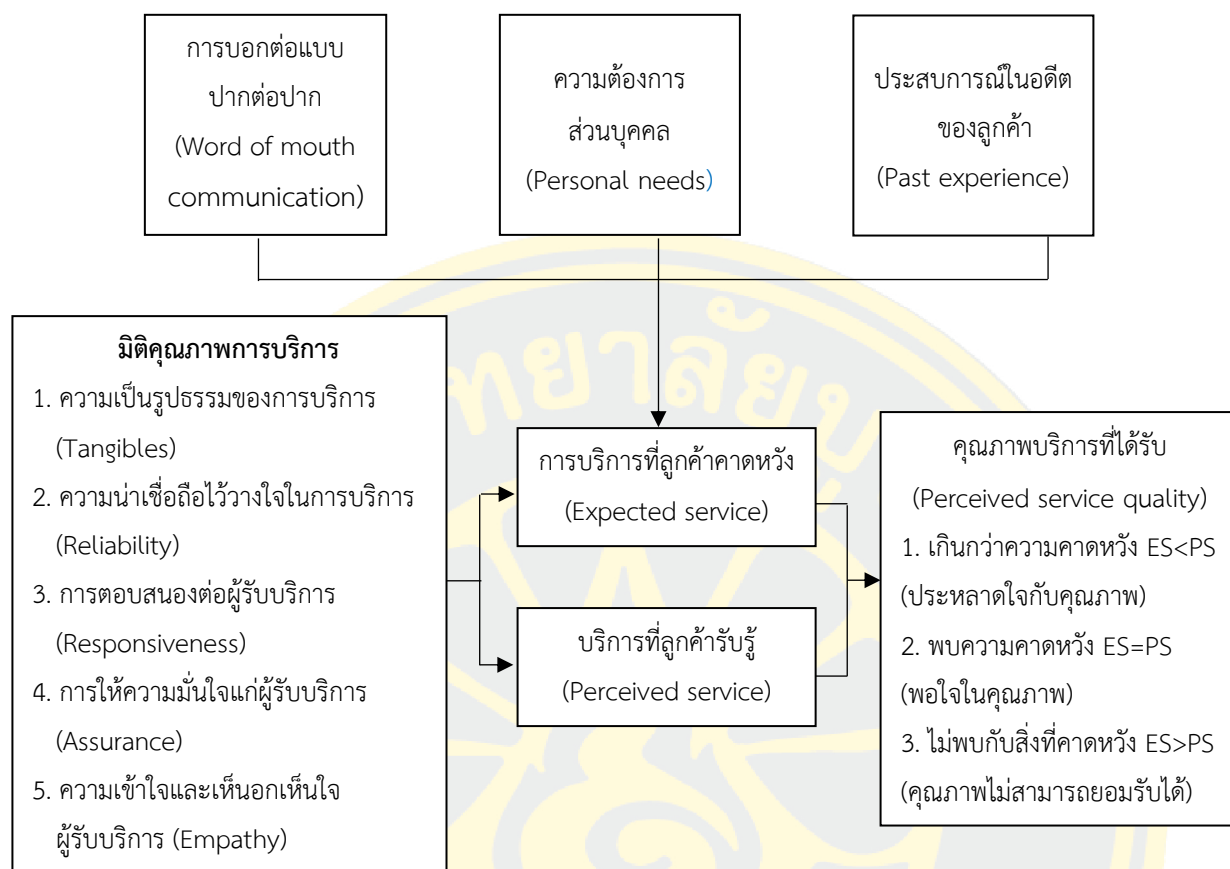 การบอกต่อแบบ
ปากต่อปาก
(Word of mouth
communication)
ความต้องการ
ส่วนบุคคล
(Personal needs)
ประสบการณ์ในอดีต
ของลูกค้า
(Past experience)
มิติคุณภาพการบริการ
1. ความเป็นรูปธรรมของการบริการ
(Tangibles)
2. ความน่าเชื่อถือไว้วางใจในการบริการ
(Reliability)
3. การตอบสนองต่อผู้รับบริการ
(Responsiveness)
4. การให้ความมั่นใจแก่ผู้รับบริการ
(Assurance)
5. ความเข้าใจและเห็นอกเห็นใจ
ผู้รับบริการ (Empathy)
การบริการที่ลูกค้าคาดหวัง
(Expected service)
บริการที่ลูกค้ารับรู้
(Perceived service)
คุณภาพบริการที่ได้รับ
(Perceived service quality)
1. เกินกว่าความคาดหวัง ES<PS
(ประหลาดใจกับคุณภาพ)
2. พบความคาดหวัง ES=PS
(พอใจในคุณภาพ)
3. ไม่พบกับสิ่งที่คาดหวัง ES>PS
(คุณภาพไม่สามารถยอมรับได้)